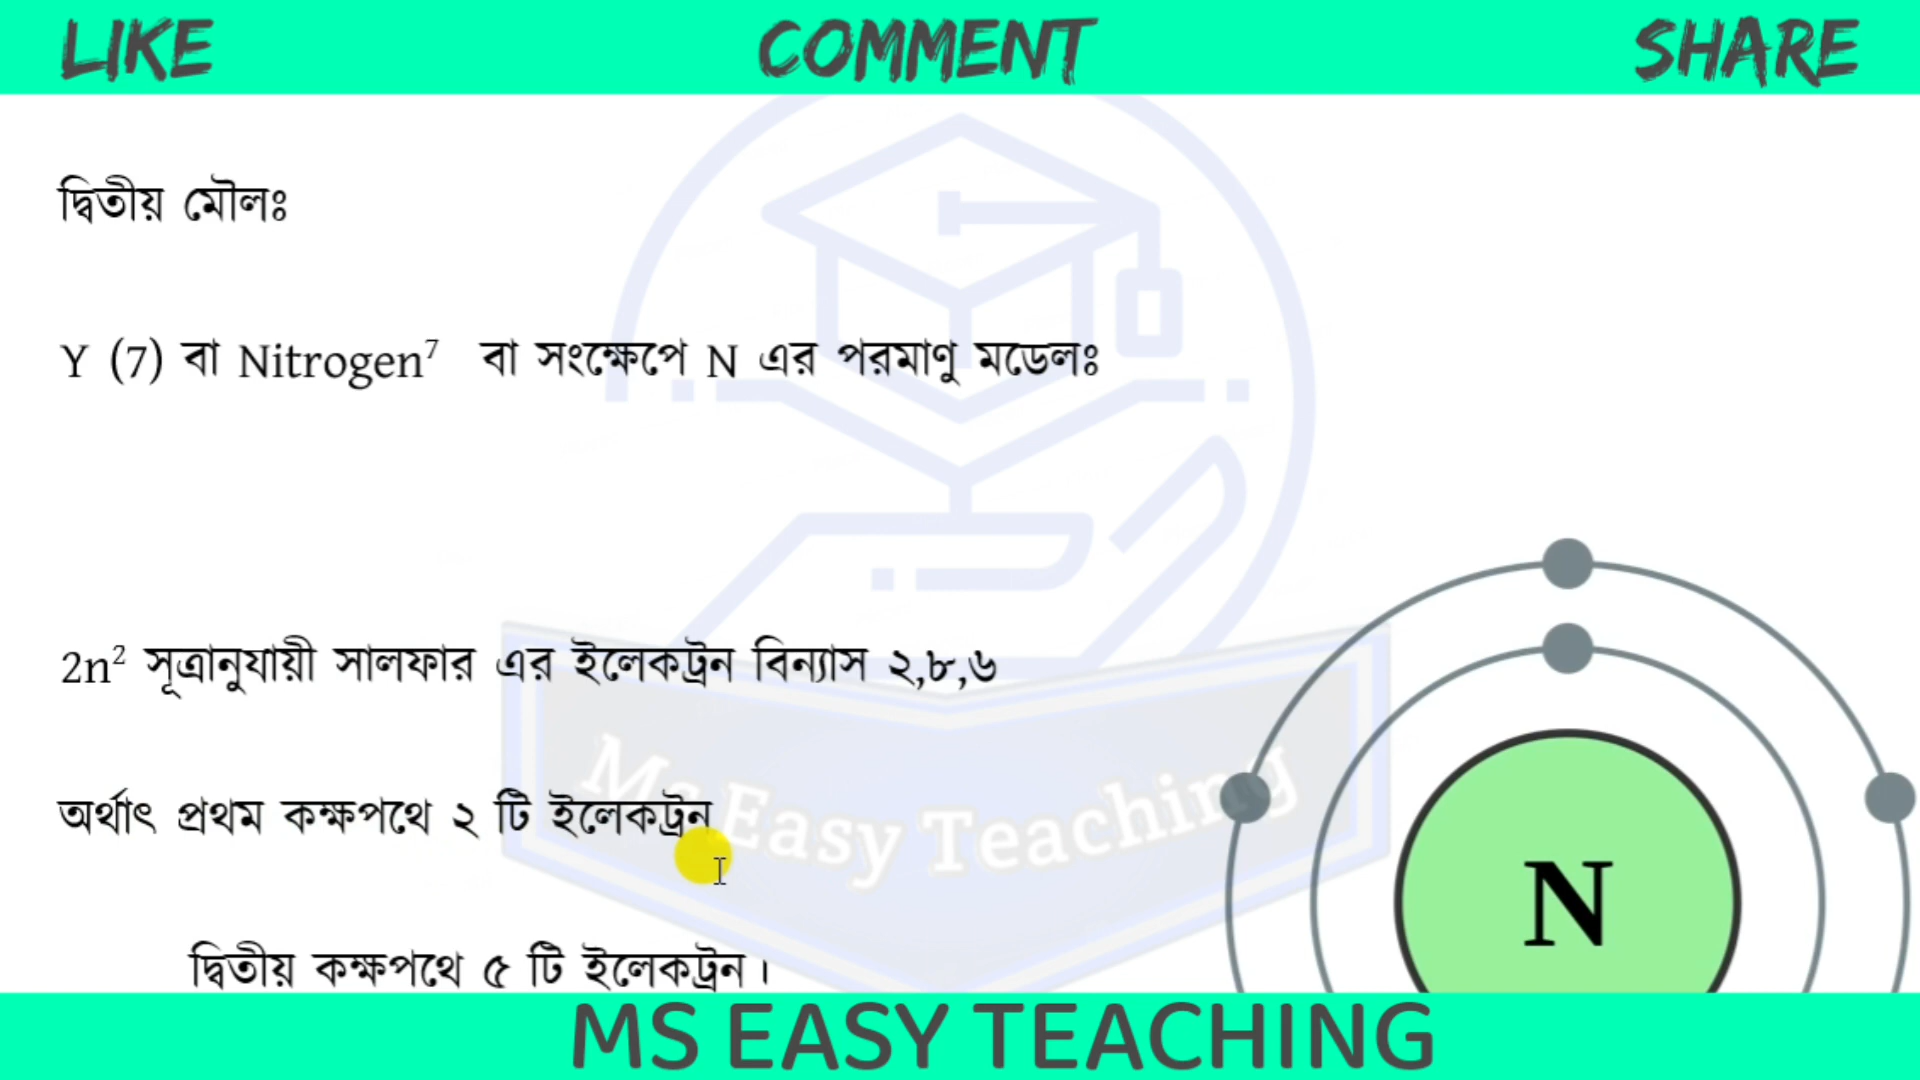 LIKE COMMENT SHARE
দ্বিতীয় মৌলঃ
Y (7) বা Nitrogen⁷ বা সংক্ষেপে N এর পরমাণু মডেলঃ
2n² সূত্রানুযায়ী সালফার এর ইলেকট্রন বিন্যাস ২,৮,৬
অর্থাৎ প্রথম কক্ষপথে ২ টি ইলেকট্রন
Ms Easy Teaching
N
দ্বিতীয় কক্ষপথে ৫ টি ইলেকট্রন।
MS EASY TEACHING